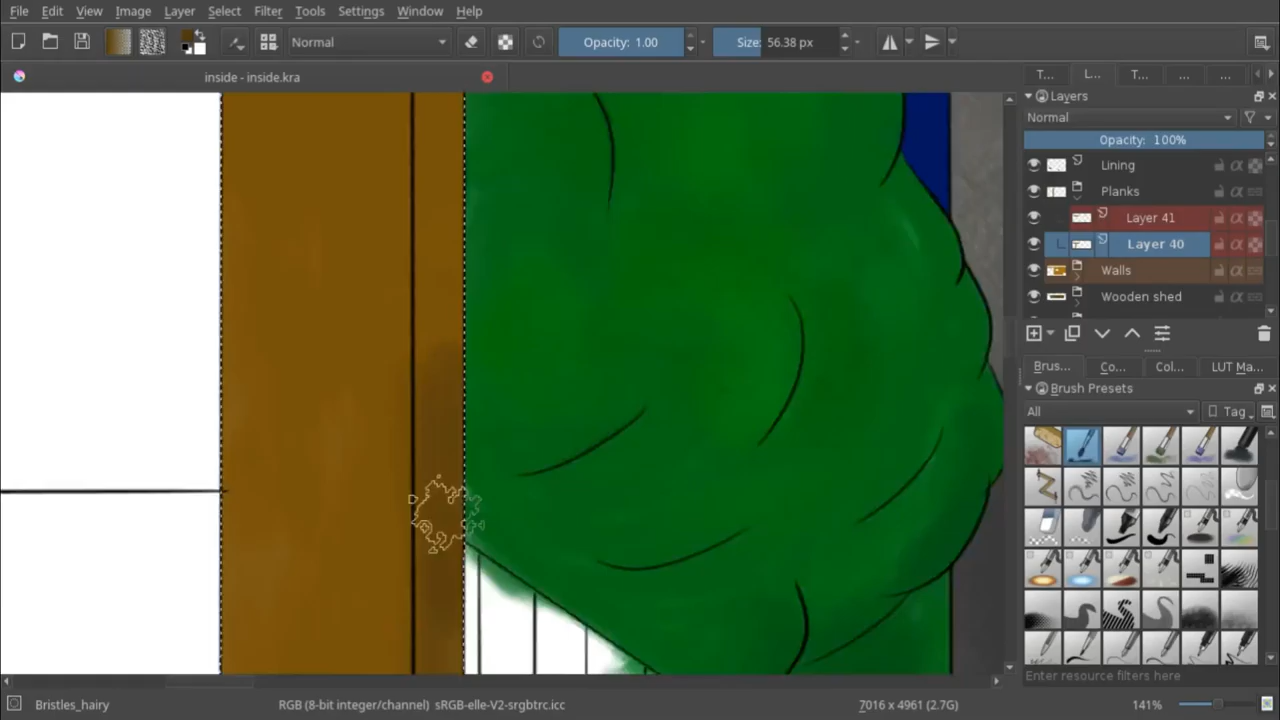 File Edit View Image Layer Select Filter Tools Settings Window Help
Normal Opacity: 1.00 Size: 56.38 px
inside - inside.kra
T... L... T... ... ...
Layers
Normal
Opacity: 100%
Lining
Planks
Layer 41
Layer 40
Walls
Wooden shed
Brus... Co... Col... LUT Ma...
Brush Presets
All Tag
Enter resource filters here
Bristles_hairy RGB (8-bit integer/channel) sRGB-elle-V2-srgbtrc.icc 7016 x 4961 (2.7G) 141%